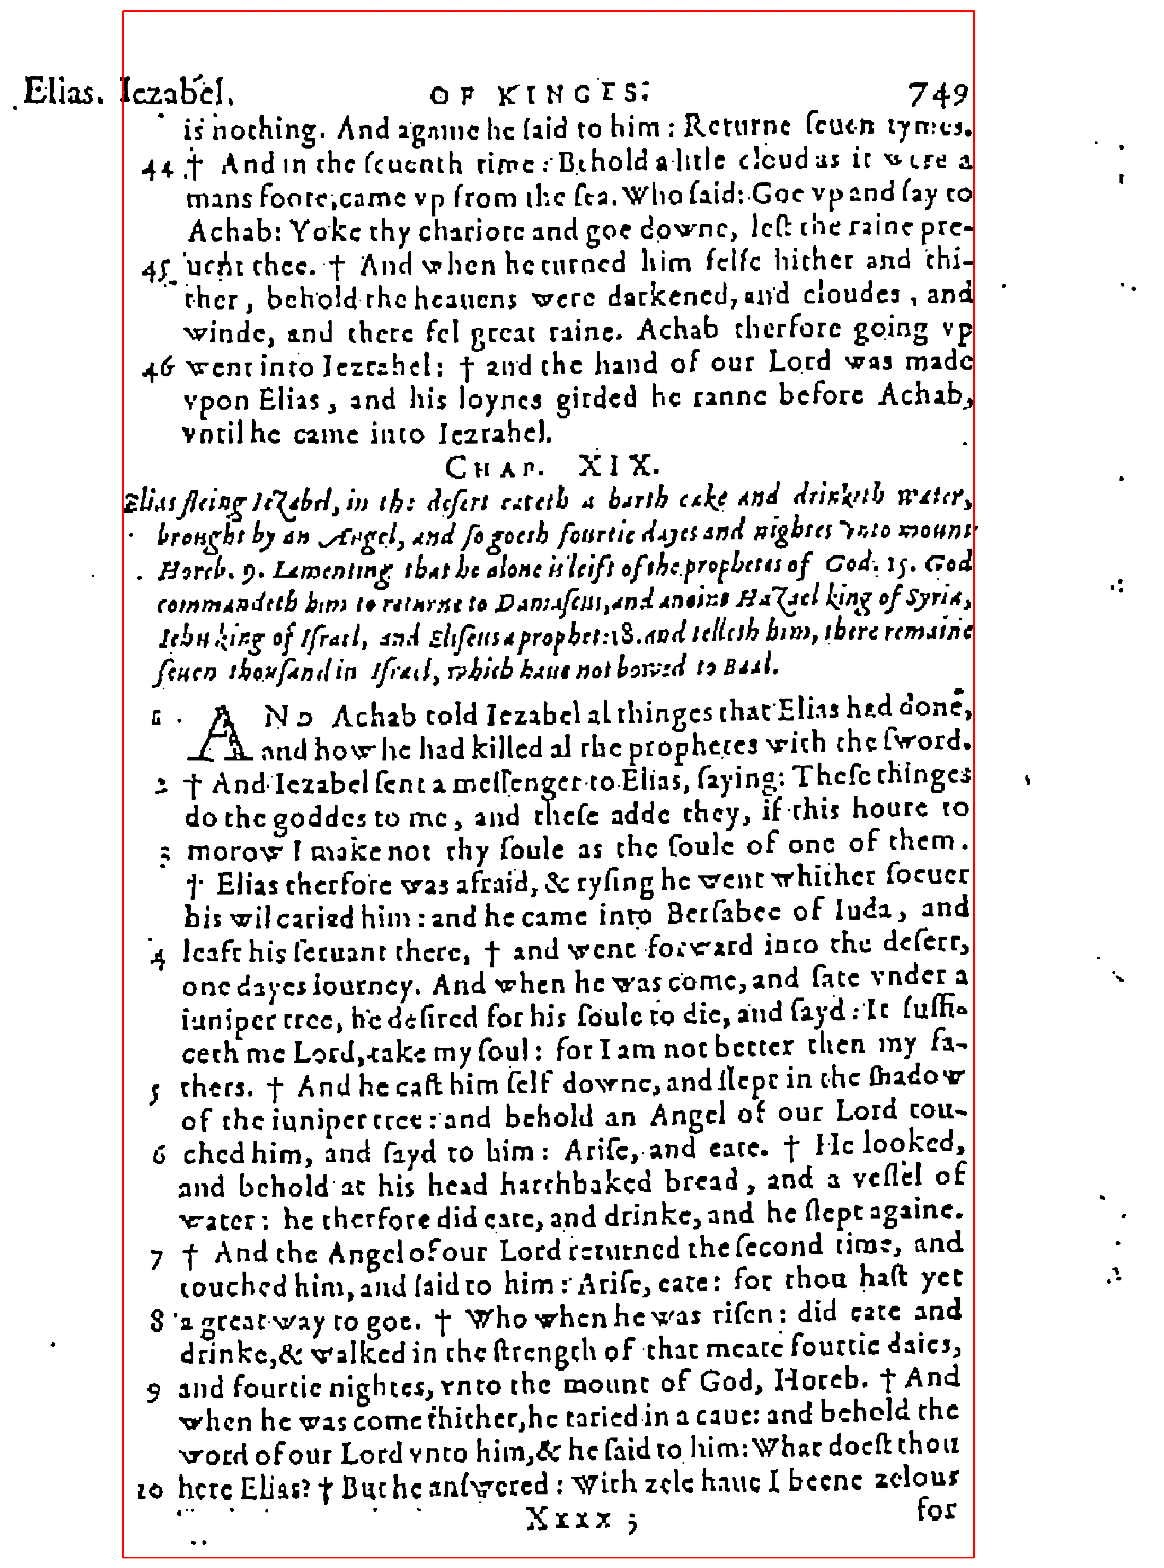 Elias. Iezabel. OF KINGES. 749
is nothing. And againe he ſaid to him: Returne ſeuen tymes.
44 † And in the ſeuenth time: Behold a litle cloud as it were a
mans foote, came vp from the ſea. Who ſaid: Goe vp and ſay to
Achab: Yoke thy chariote and goe downe, leſt the raine pre-
45 uent thee. † And when he turned him ſelfe hither and thi-
ther, behold the heauens were darkened, and cloudes, and
winde, and there fel great raine. Achab therfore going vp
46 went into Iezrahel: † and the hand of our Lord was made
vpon Elias, and his loynes girded he ranne before Achab,
vntil he came into Iezrahel.
CHAP. XIX.
Elias fleing Iezabel, in the deſert eateth a harth cake and drinketh water,
brought by an Angel, and ſo goeth fourtie dayes and nightes vnto mount
Horeb. 9. Lamenting that he alone is leift of the prophetes of God. 15. God
commandeth him to returne to Damaſcus, and anoint Hazael king of Syria,
Iehu king of Iſrael, and Eliſeus a prophet: 18. and telleth him, there remaine
ſeuen thouſand in Iſrael, which haue not bowed to Baal.
1 AND Achab told Iezabel al thinges that Elias had done,
and how he had killed al the prophetes with the ſword.
2 † And Iezabel ſent a meſſenger to Elias, ſaying: Theſe thinges
do the goddes to me, and theſe adde they, if this houre to
3 morow I make not thy ſoule as the ſoule of one of them.
† Elias therfore was afraid, & ryſing he went whither ſoeuer
his wil caried him: and he came into Berſabee of Iuda, and
4 leaft his ſeruant there, † and went forward into the deſert,
one dayes iourney. And when he was come, and ſate vnder a
iuniper tree, he deſired for his ſoule to die, and ſayd: It ſuffi-
ceth me Lord, take my ſoul: for I am not better then my fa-
5 thers. † And he caſt him ſelf downe, and ſlept in the ſhadow
of the iuniper tree: and behold an Angel of our Lord tou-
6 ched him, and ſayd to him: Ariſe, and eate. † He looked,
and behold at his head harthbaked bread, and a veſſel of
water: he therfore did eate, and drinke, and he ſlept againe.
7 † And the Angel of our Lord returned the ſecond time, and
touched him, and ſaid to him: Ariſe, eate: for thou haſt yet
8 a great way to goe. † Who when he was riſen: did eate and
drinke, & walked in the ſtrength of that meate fourtie daies,
9 and fourtie nightes, vnto the mount of God, Horeb. † And
when he was come thither, he taried in a caue: and behold the
word of our Lord vnto him, & he ſaid to him: What doeſt thou
10 here Elias? † But he anſwered: With zele haue I beene zelous
Xxxx 3 for